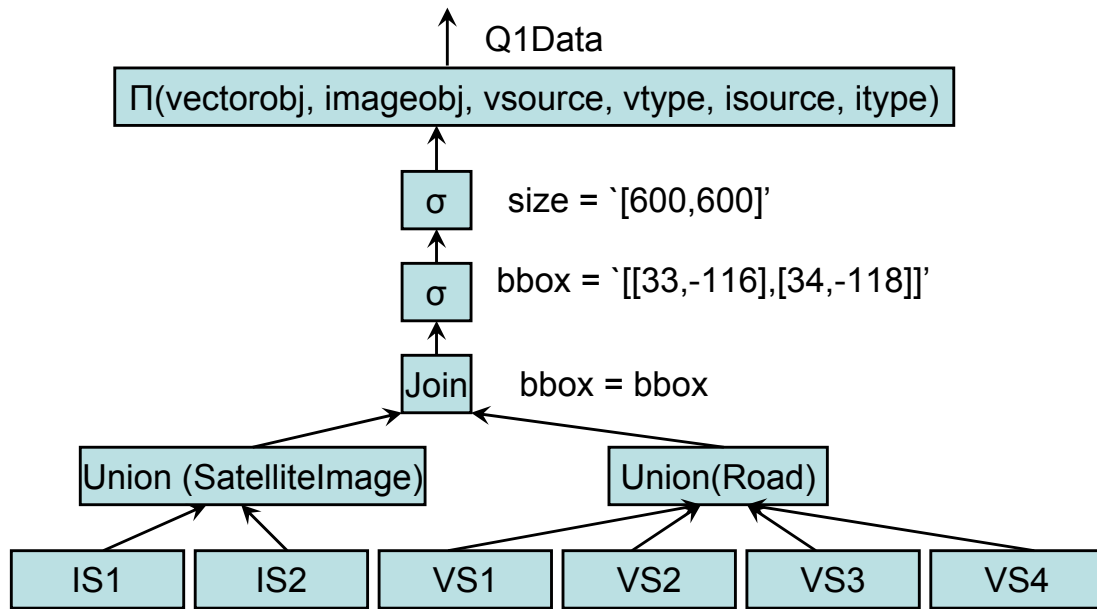 Q1Data
Π(vectorobj, imageobj, vsource, vtype, isource, itype)
σ
size = `[600,600]’
σ
bbox = `[[33,-116],[34,-118]]’
Join
bbox = bbox
Union (SatelliteImage)
Union(Road)
IS1
IS2
VS1
VS2
VS3
VS4